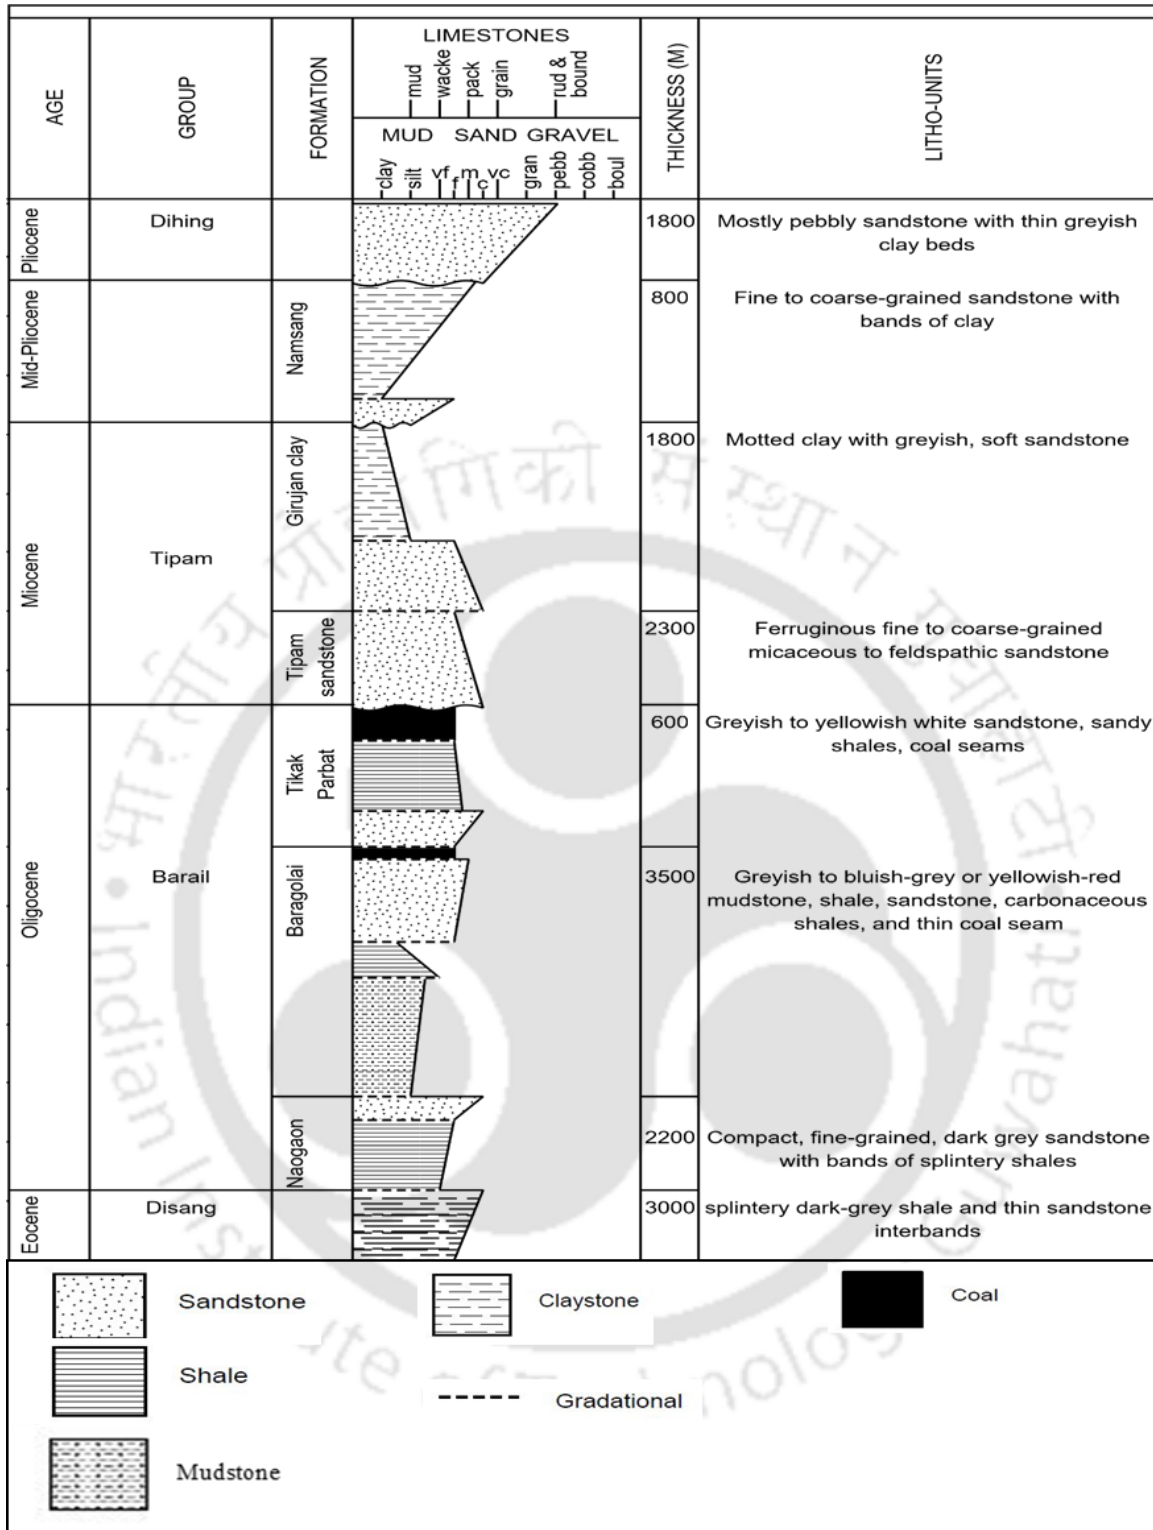 AGE
GROUP
FORMATION
LIMESTONES
mud
wacke
pack
grain
rud &
bound
MUD SAND GRAVEL
clay
silt
vf
f
m
c
vc
gran
pebb
cobb
boul
THICKNESS (M)
LITHO-UNITS
Pliocene
Dihing
1800
Mostly pebbly sandstone with thin greyish
clay beds
Mid-Pliocene
Namsang
800
Fine to coarse-grained sandstone with
bands of clay
Miocene
Tipam
Girujan clay
1800
Motted clay with greyish, soft sandstone
Tipam
sandstone
2300
Ferruginous fine to coarse-grained
micaceous to feldspathic sandstone
Oligocene
Barail
Tikak
Parbat
600
Greyish to yellowish white sandstone, sandy
shales, coal seams
Baragolai
3500
Greyish to bluish-grey or yellowish-red
mudstone, shale, sandstone, carbonaceous
shales, and thin coal seam
Naogaon
2200
Compact, fine-grained, dark grey sandstone
with bands of splintery shales
Eocene
Disang
3000
splintery dark-grey shale and thin sandstone
interbands
Sandstone
Claystone
Coal
Shale
Gradational
Mudstone
Indian
Guwahati
of